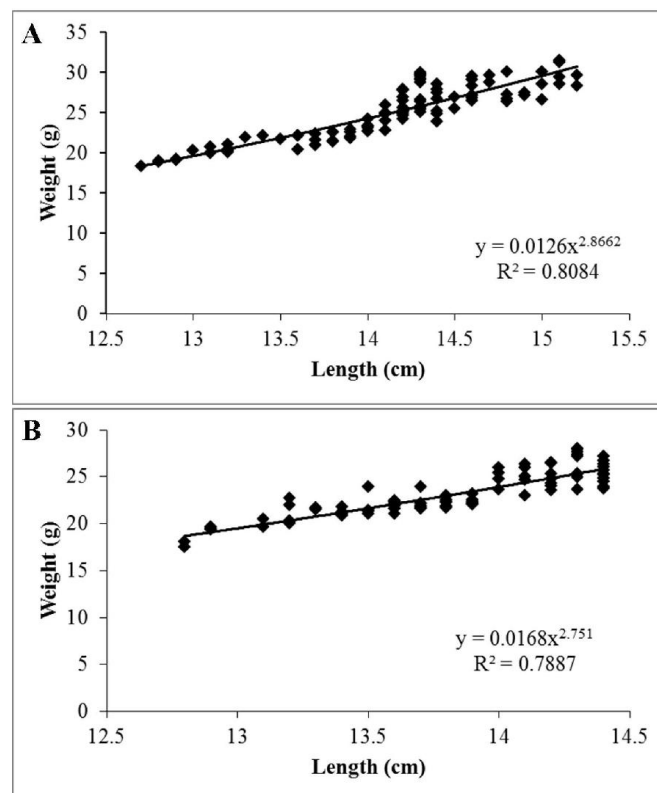 A
35
30
25
20
15
10
5
0
Weight (g)
y = 0.0126x^2.8662
R² = 0.8084
12.5 13 13.5 14 14.5 15 15.5
Length (cm)
B
30
25
20
15
10
5
0
Weight (g)
y = 0.0168x^2.751
R² = 0.7887
12.5 13 13.5 14 14.5
Length (cm)